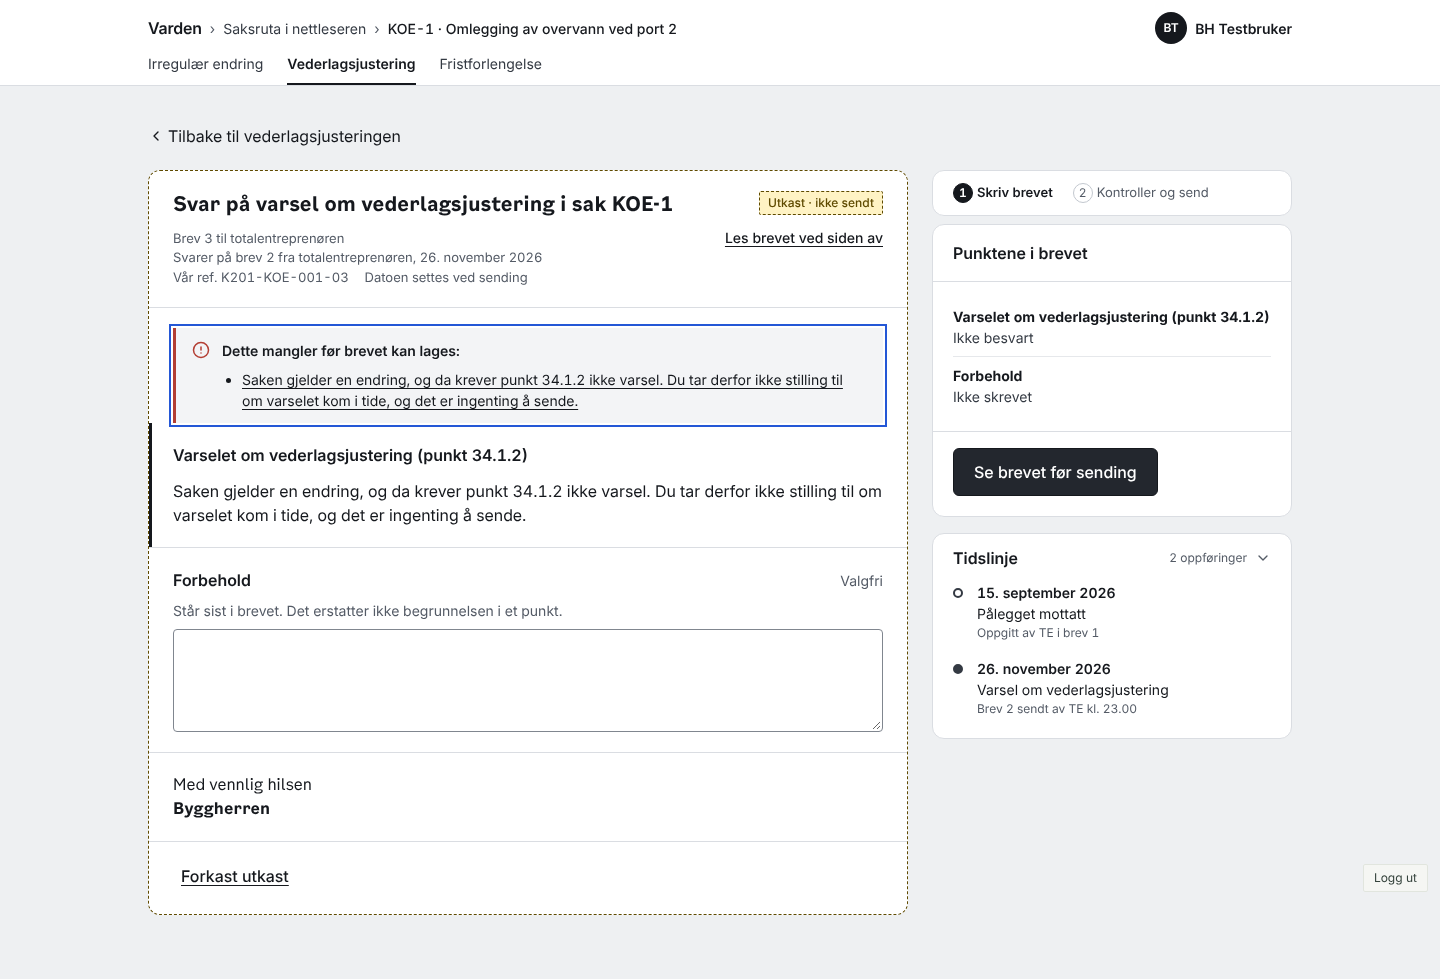 Varden › Saksruta i nettleseren › KOE-1 · Omlegging av overvann ved port 2
BT BH Testbruker
Irregulær endring Vederlagsjustering Fristforlengelse
Tilbake til vederlagsjusteringen
Svar på varsel om vederlagsjustering i sak KOE-1
Utkast · ikke sendt
Brev 3 til totalentreprenøren
Les brevet ved siden av
Svarer på brev 2 fra totalentreprenøren, 26. november 2026
Vår ref. K201-KOE-001-03 Datoen settes ved sending
Dette mangler før brevet kan lages:
• Saken gjelder en endring, og da krever punkt 34.1.2 ikke varsel. Du tar derfor ikke stilling til
om varselet kom i tide, og det er ingenting å sende.
Varselet om vederlagsjustering (punkt 34.1.2)
Saken gjelder en endring, og da krever punkt 34.1.2 ikke varsel. Du tar derfor ikke stilling til om
varselet kom i tide, og det er ingenting å sende.
Forbehold
Valgfri
Står sist i brevet. Det erstatter ikke begrunnelsen i et punkt.
Med vennlig hilsen
Byggherren
Forkast utkast
1 Skriv brevet 2 Kontroller og send
Punktene i brevet
Varselet om vederlagsjustering (punkt 34.1.2)
Ikke besvart
Forbehold
Ikke skrevet
Se brevet før sending
Tidslinje 2 oppføringer
15. september 2026
Pålegget mottatt
Oppgitt av TE i brev 1
26. november 2026
Varsel om vederlagsjustering
Brev 2 sendt av TE kl. 23.00
Logg ut